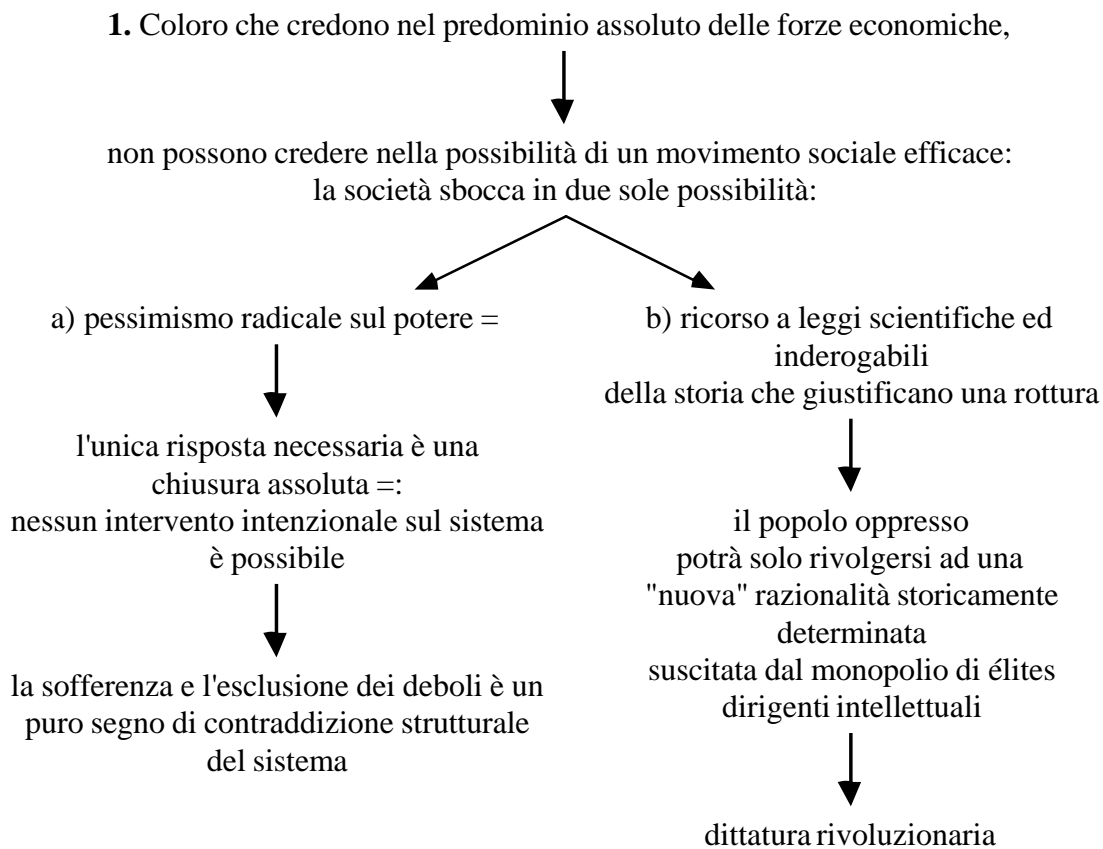 1. Coloro che credono nel predominio assoluto delle forze economiche,
non possono credere nella possibilità di un movimento sociale efficace:
la società sbocca in due sole possibilità:
a) pessimismo radicale sul potere =
l'unica risposta necessaria è una
chiusura assoluta =:
nessun intervento intenzionale sul sistema
è possibile
la sofferenza e l'esclusione dei deboli è un
puro segno di contraddizione strutturale
del sistema
b) ricorso a leggi scientifiche ed
inderogabili
della storia che giustificano una rottura
il popolo oppresso
potrà solo rivolgersi ad una
"nuova" razionalità storicamente
determinata
suscitata dal monopolio di élites
dirigenti intellettuali
dittatura rivoluzionaria